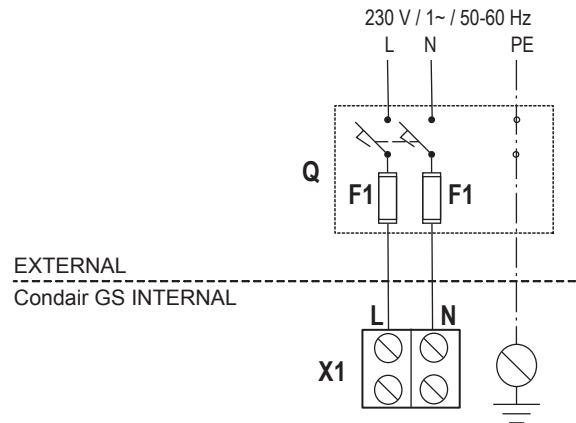 230 V / 1~ / 50-60 Hz
L N PE
Q
F1 F1
EXTERNAL
Condair GS INTERNAL
L N
X1